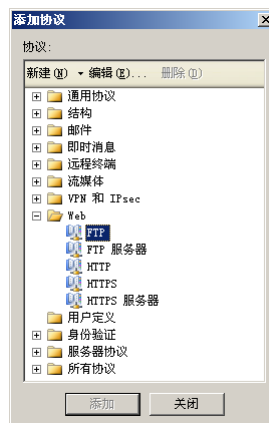 添加协议
协议:
新建(N) 编辑(E)... 删除(D)
通用协议
结构
邮件
即时消息
远程终端
流媒体
VPN 和 IPsec
Web
FTP
FTP 服务器
HTTP
HTTPS
HTTPS 服务器
用户定义
身份验证
服务器协议
所有协议
添加 关闭